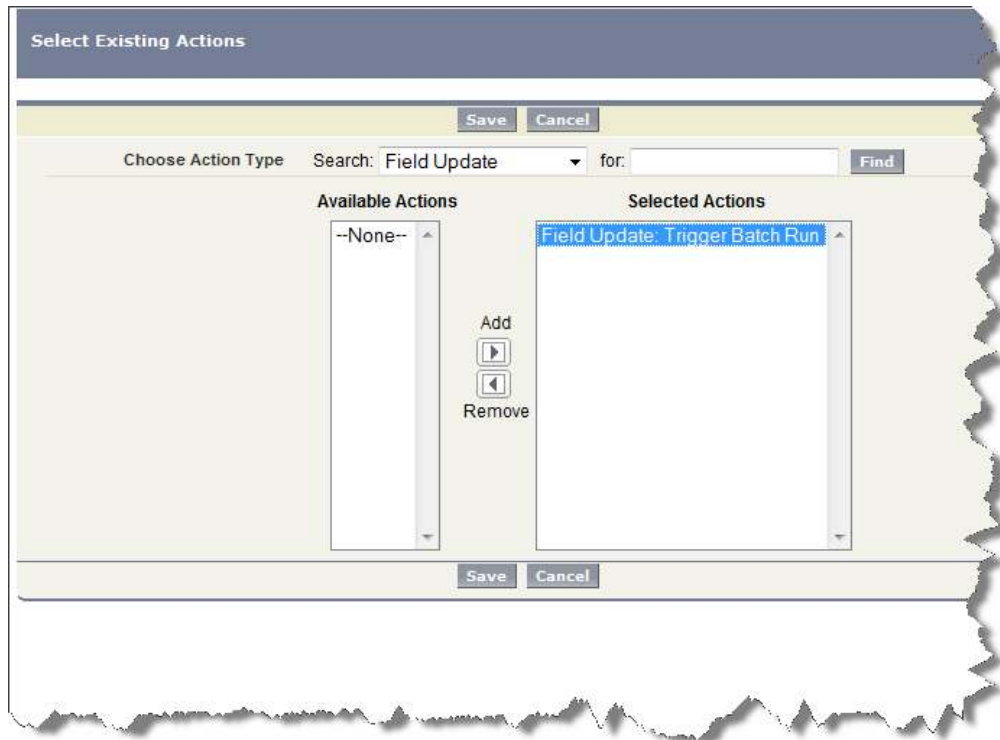 Select Existing Actions
Save Cancel
Choose Action Type Search: Field Update for: Find
Available Actions Selected Actions
--None-- Field Update: Trigger Batch Run
Add
Remove
Save Cancel